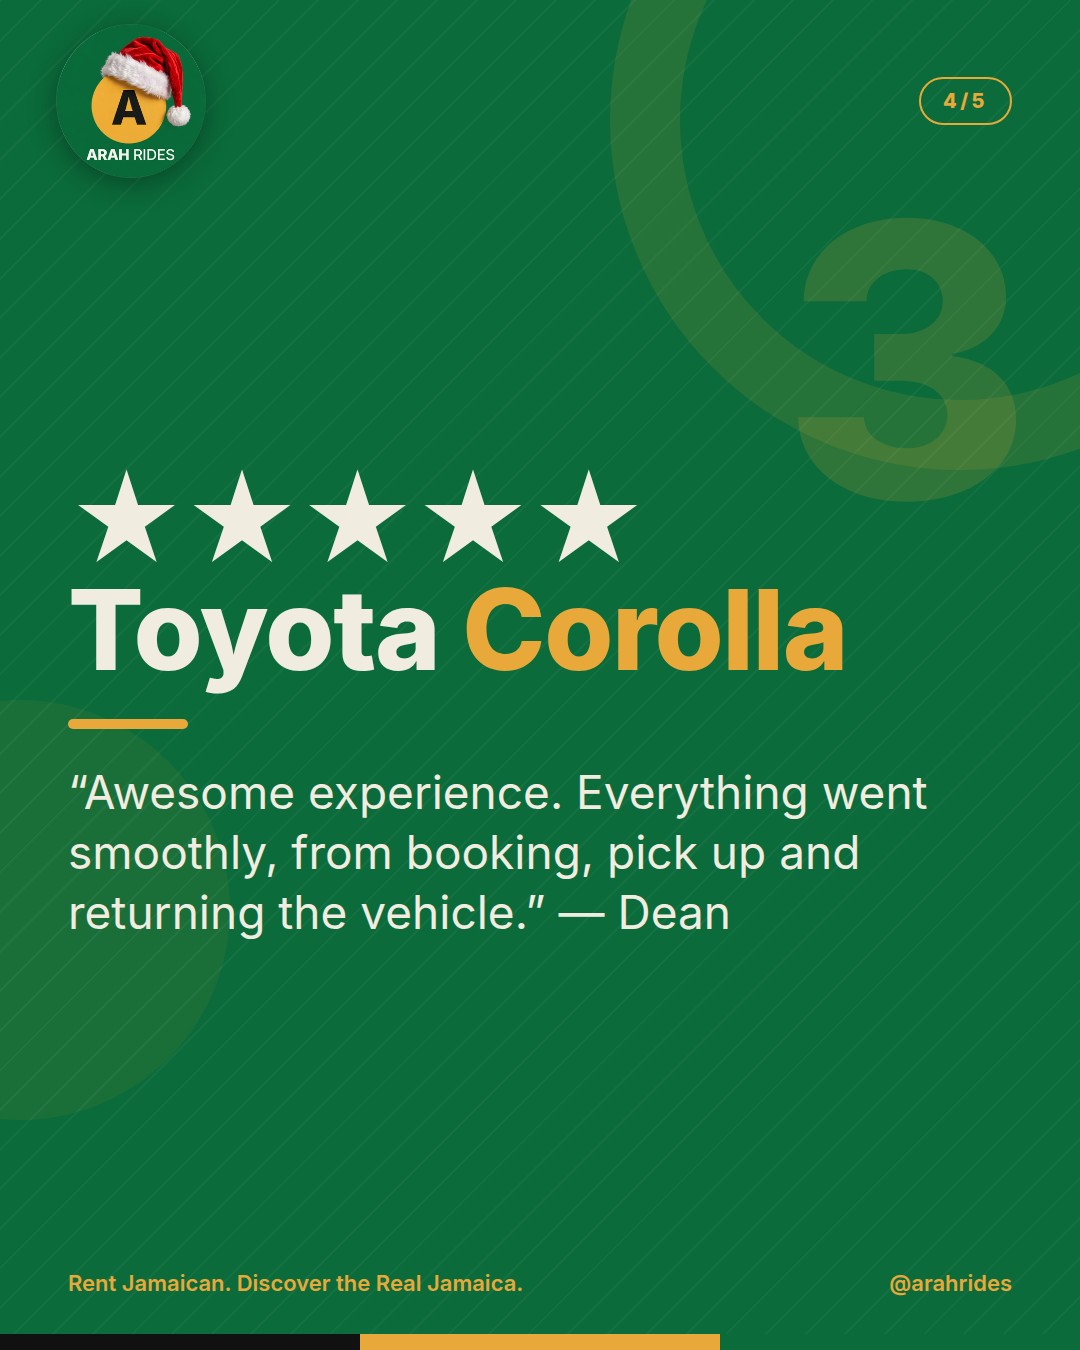 A
ARAH RIDES
4/5
3
★★★★★
Toyota Corolla
“Awesome experience. Everything went
smoothly, from booking, pick up and
returning the vehicle.” — Dean
Rent Jamaican. Discover the Real Jamaica.
@arahrides